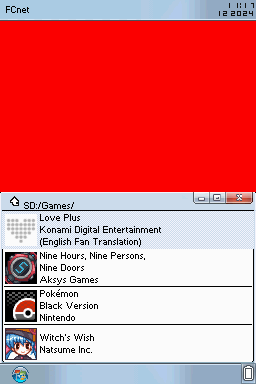 FCnet
11:17
12 2024
SD:/Games/
Love Plus
Konami Digital Entertainment
(English Fan Translation)
Nine Hours, Nine Persons,
Nine Doors
Aksys Games
Pokémon
Black Version
Nintendo
Witch's Wish
Natsume Inc.